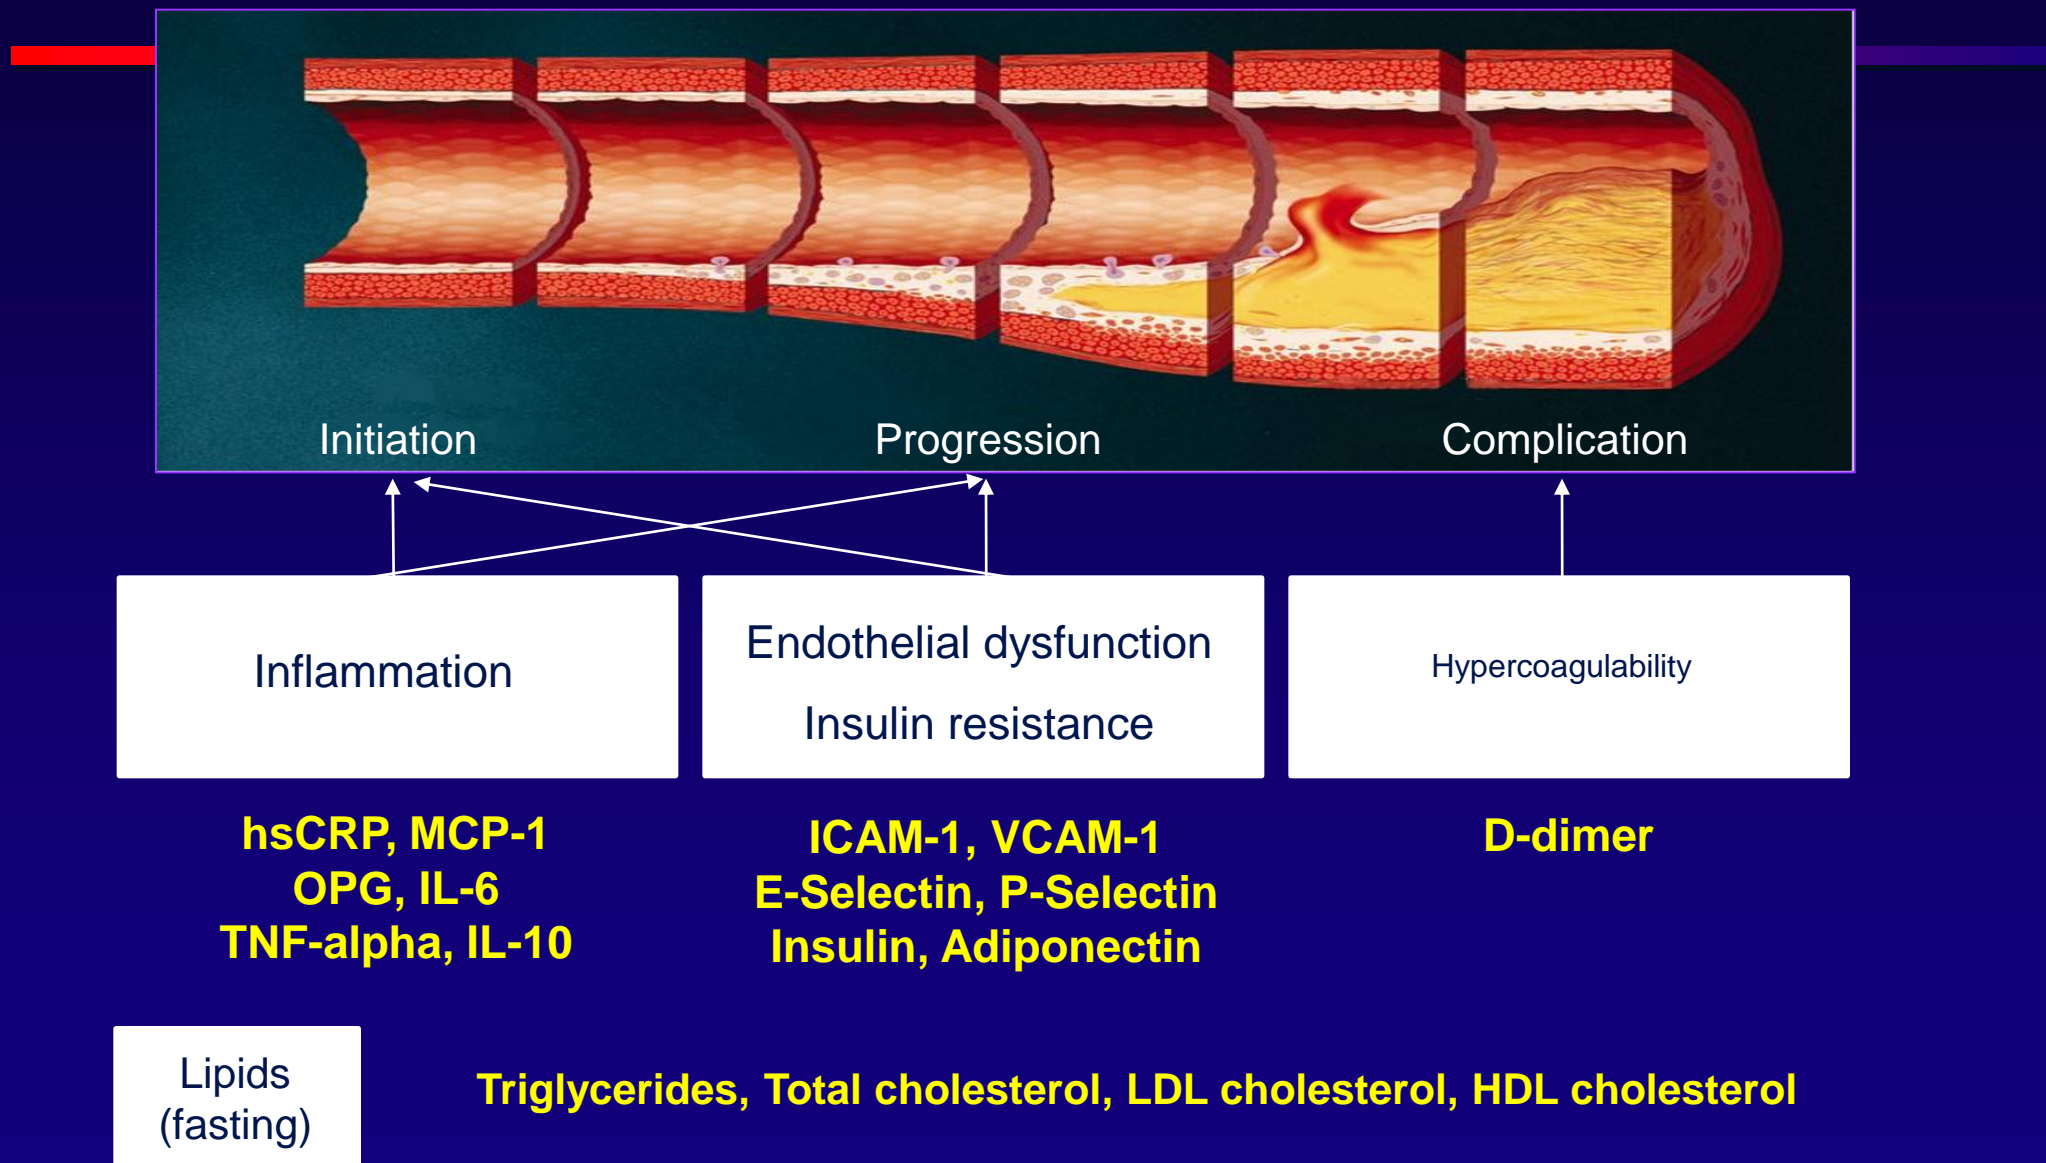 Initiation
Progression
Complication
Inflammation
Endothelial dysfunction
Insulin resistance
Hypercoagulability
hsCRP, MCP-1
OPG, IL-6
TNF-alpha, IL-10
ICAM-1, VCAM-1
E-Selectin, P-Selectin
Insulin, Adiponectin
D-dimer
Lipids
(fasting)
Triglycerides, Total cholesterol, LDL cholesterol, HDL cholesterol